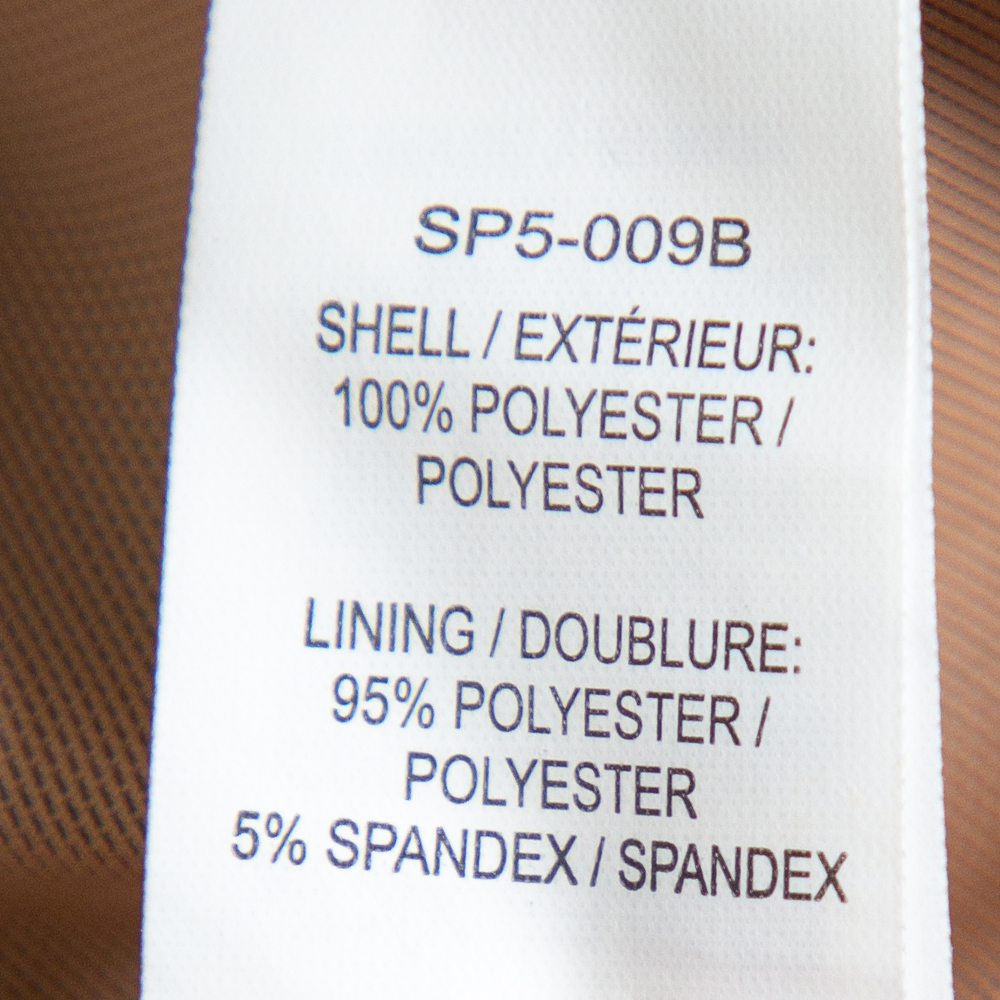 SP5-009B
SHELL / EXTÉRIEUR:
100% POLYESTER /
POLYESTER
LINING / DOUBLURE:
95% POLYESTER /
POLYESTER
5% SPANDEX / SPANDEX